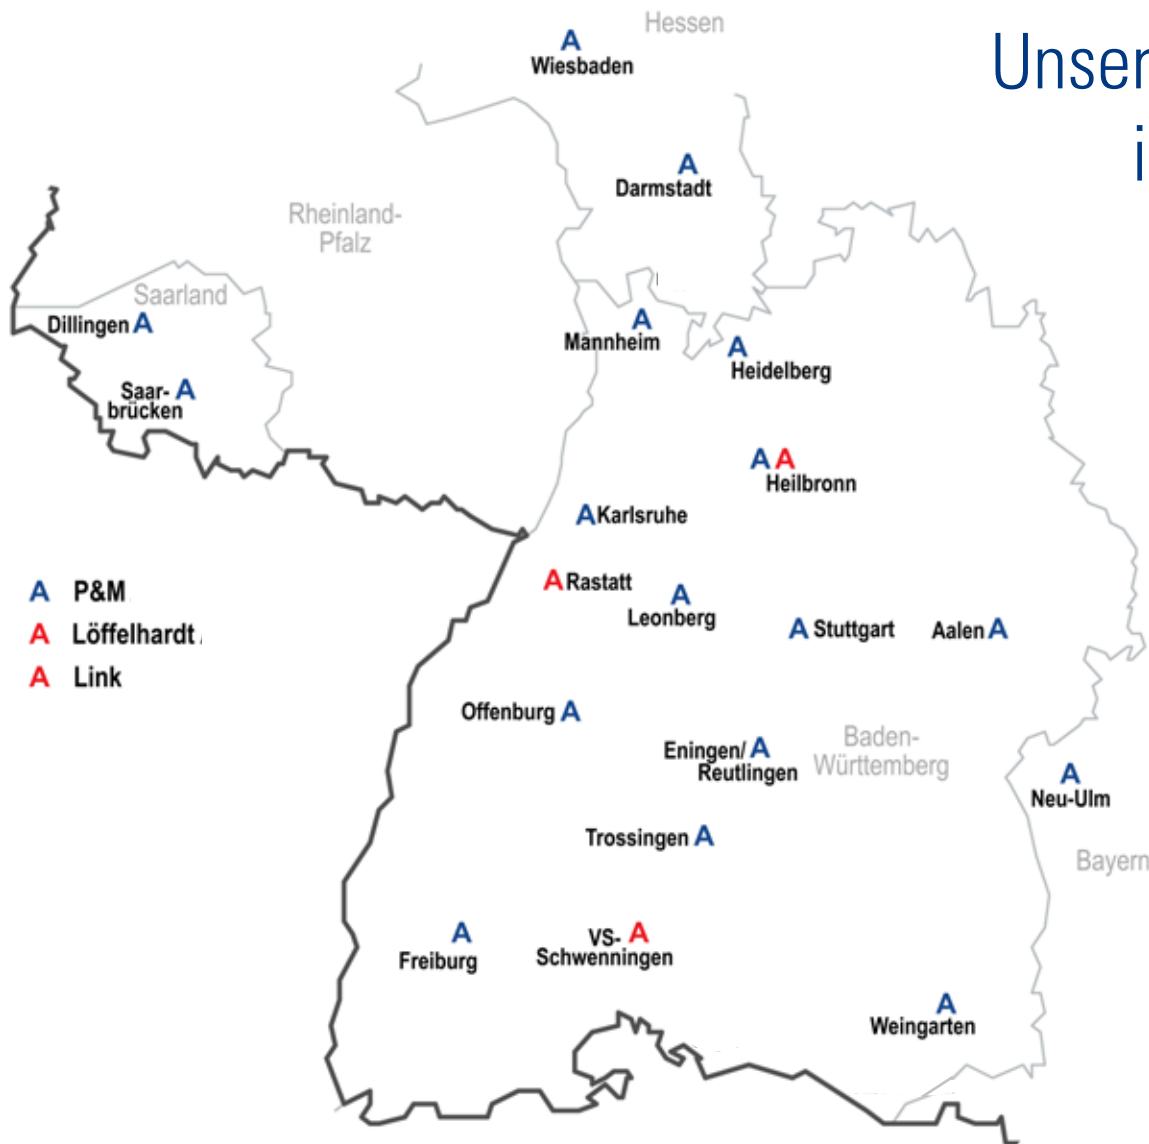 Hessen
Unser
i
A
Wiesbaden
A
Darmstadt
Rheinland-
Pfalz
Saarland
Dillingen A
A
Mannheim
A
Heidelberg
Saar- A
brücken
A A
Heilbronn
A Karlsruhe
A Rastatt
A
Leonberg
A P&M
A Löffelhardt
A Link
A Stuttgart
Aalen A
Offenburg A
Eningen/ A
Reutlingen
Baden-
Württemberg
A
Neu-Ulm
Trossingen A
Bayern
A
Freiburg
VS- A
Schwenningen
A
Weingarten